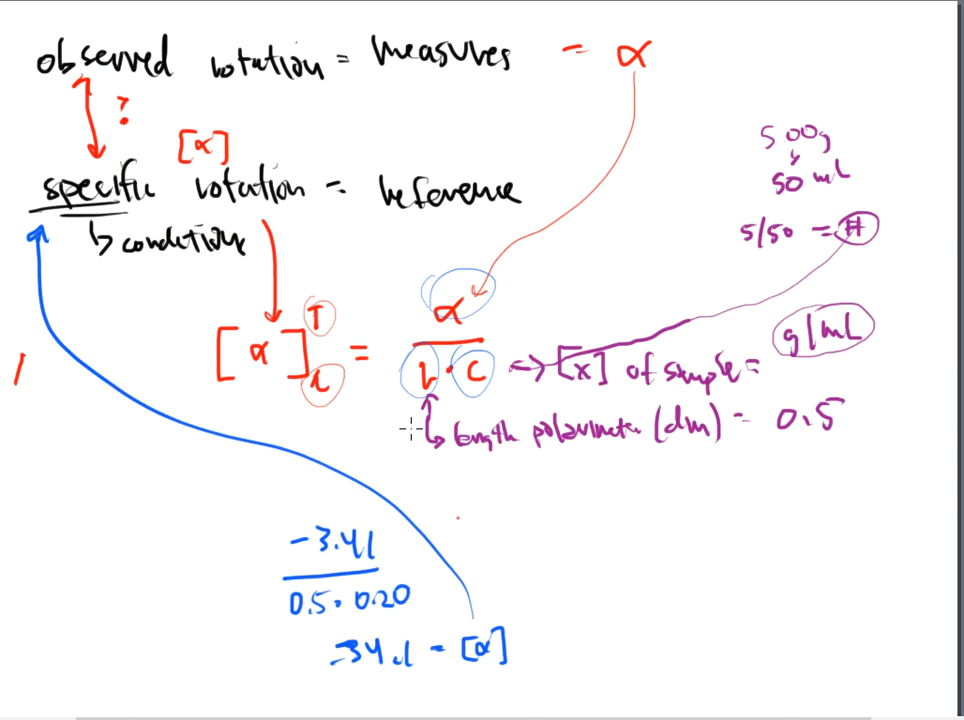 observed rotation = measures = α
?
[α]
specific rotation = reference
↳ conditions
500g
50 mL
5/50 = #
[α]
T
λ
= α
l · c → [x] of sample = g/mL
↳ length polarimeter (dm) = 0.5
-3.41
0.5 · 0.20
-34.1 = [α]